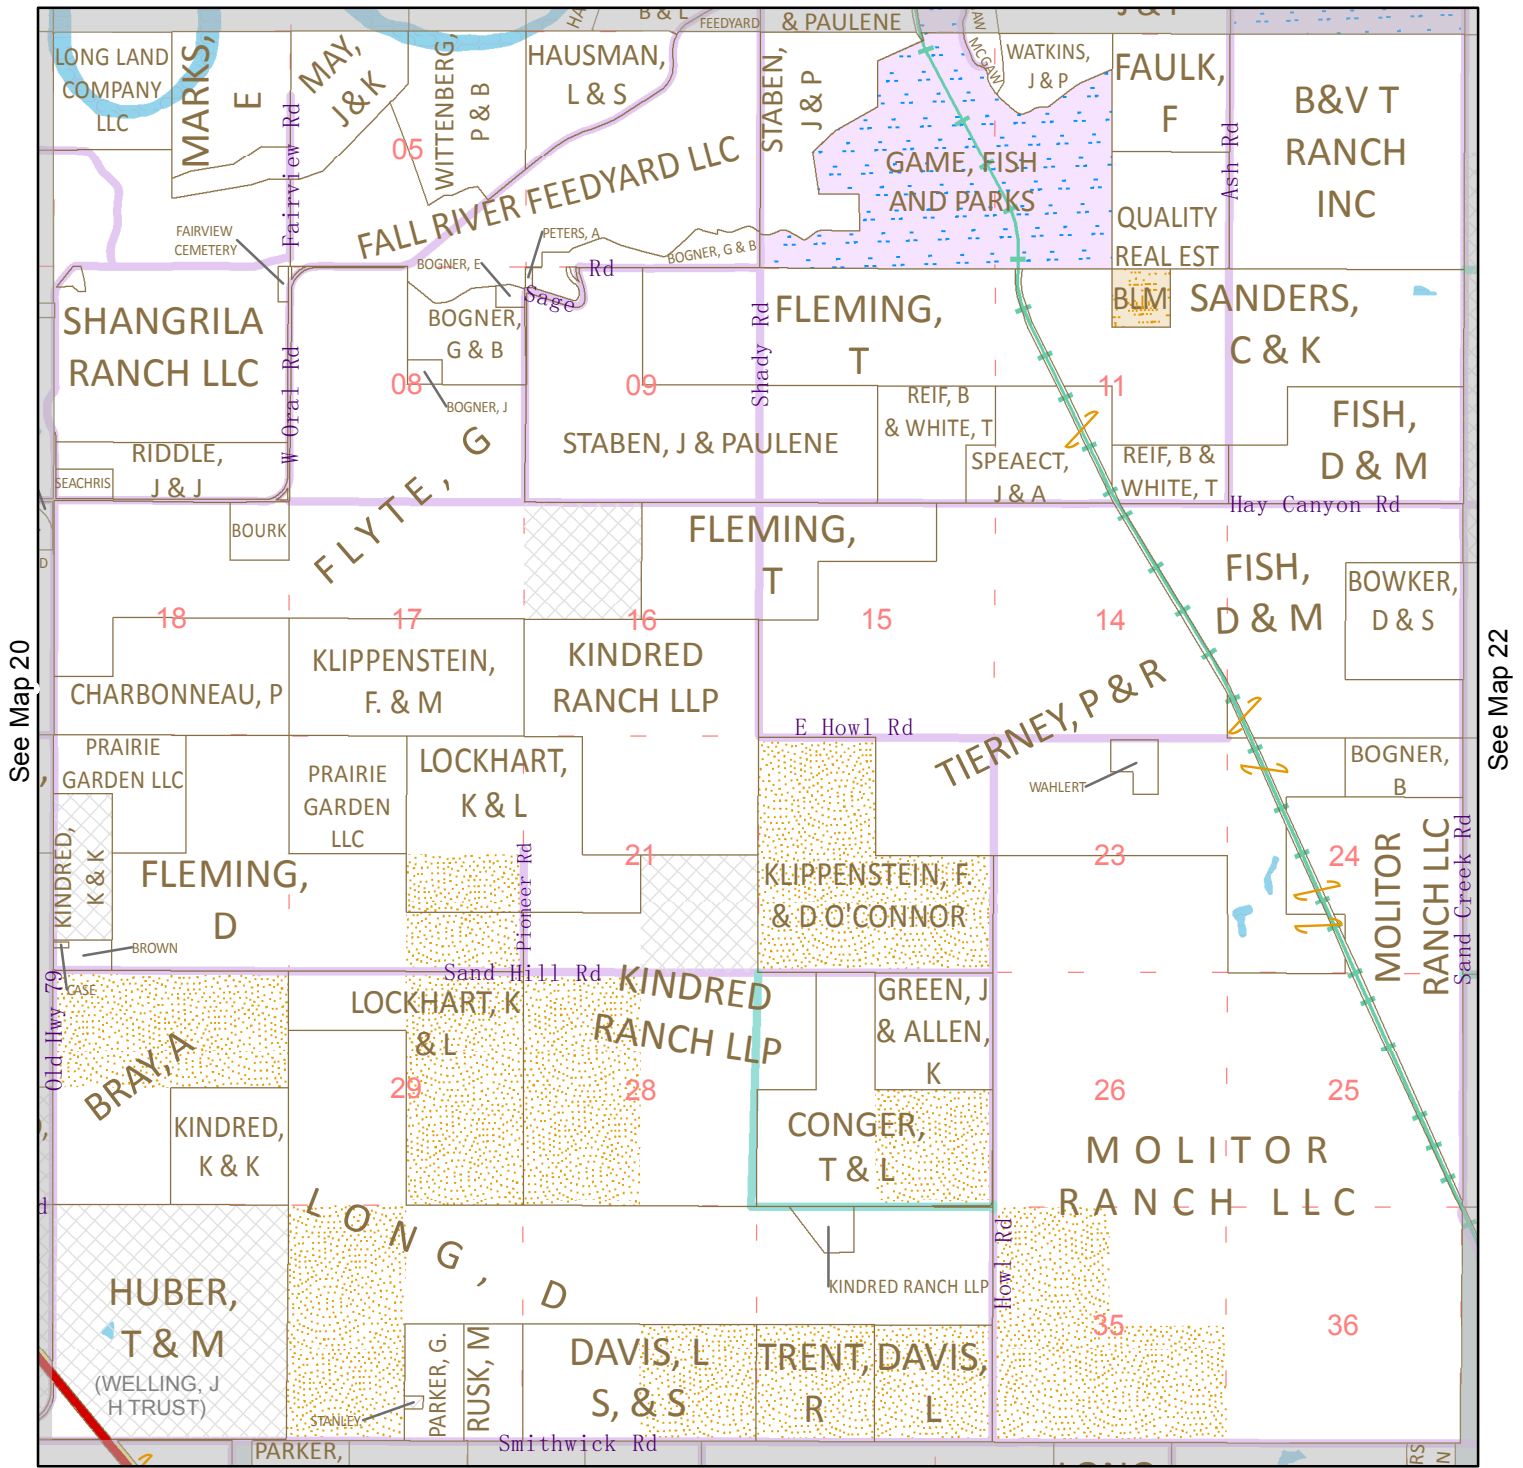 B & L
FEEDYARD
& PAULENE
LONG LAND
COMPANY
LLC
MARKS,
E
MAY,
J & K
WITTENBERG,
P & B
HAUSMAN,
L & S
STABEN,
J & P
MCGAW
WATKINS,
J & P
FAULK,
F
B&V T
RANCH
INC
Fairview Rd
05
FALL RIVER FEEDYARD LLC
GAME, FISH
AND PARKS
Ash Rd
QUALITY
REAL EST
FAIRVIEW
CEMETERY
PETERS, A
BOGNER, E
BOGNER, G & B
Sage Rd
SHANGRILA
RANCH LLC
W Oral Rd
BOGNER,
G & B
08
BOGNER, J
09
Shady Rd
FLEMING,
T
BLM
SANDERS,
C & K
11
REIF, B
& WHITE, T
FISH,
D & M
RIDDLE,
J & J
SEACHRIS
FLYTE, G
STABEN, J & PAULENE
SPEAECT,
J & A
REIF, B &
WHITE, T
Hay Canyon Rd
BOURK
FLEMING,
T
FISH,
D & M
BOWKER,
D & S
18
17
16
15
14
CHARBONNEAU, P
KLIPPENSTEIN,
F. & M
KINDRED
RANCH LLP
TIERNEY, P & R
E Howl Rd
See Map 20
See Map 22
PRAIRIE
GARDEN LLC
PRAIRIE
GARDEN
LLC
LOCKHART,
K & L
WAHLERT
BOGNER,
B
KINDRED,
K & K
FLEMING,
D
Pioneer Rd
21
KLIPPENSTEIN, F.
& D O'CONNOR
23
24
MOLITOR
RANCH LLC
Sand Creek Rd
BROWN
CASE
Old Hwy 79
Sand Hill Rd
BRAY, A
LOCKHART, K
& L
KINDRED
RANCH LLP
GREEN, J
& ALLEN,
K
29
28
26
25
KINDRED,
K & K
CONGER,
T & L
MOLITOR
RANCH LLC
LONG, D
KINDRED RANCH LLP
Howl Rd
HUBER,
T & M
(WELLING, J
H TRUST)
STANLEY
PARKER, G.
RUSK, M
DAVIS, L
S, & S
TRENT,
R
DAVIS,
L
35
36
Smithwick Rd
PARKER,